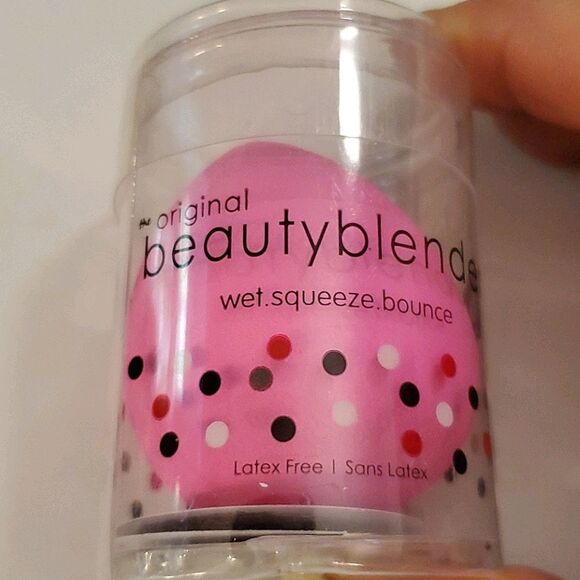 the original
beautyblende
wet.squeeze.bounce
Latex Free | Sans Latex